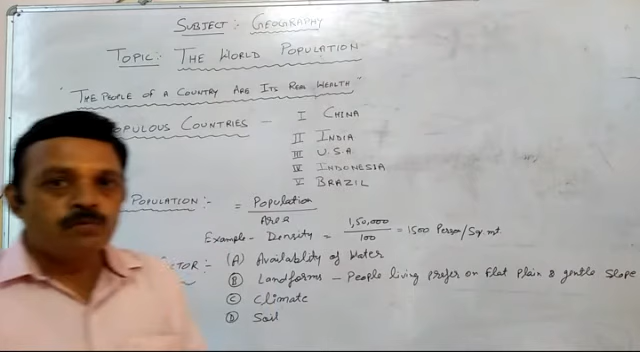 SUBJECT:- GEOGRAPHY
TOPIC:- THE WORLD POPULATION
"THE PEOPLE OF A COUNTRY ARE ITS REAL WEALTH"
POPULOUS COUNTRIES - I CHINA
II INDIA
III U.S.A.
IV INDONESIA
V BRAZIL
POPULATION :- = Population / Area
Example - Density = 1,50,000 / 100 = 1500 Person/Sq mt.
CTOR :- (A) Availability of Water
(B) Landforms - People living prefer on flat Plain & gentle Slope
(C) Climate
(D) Soil